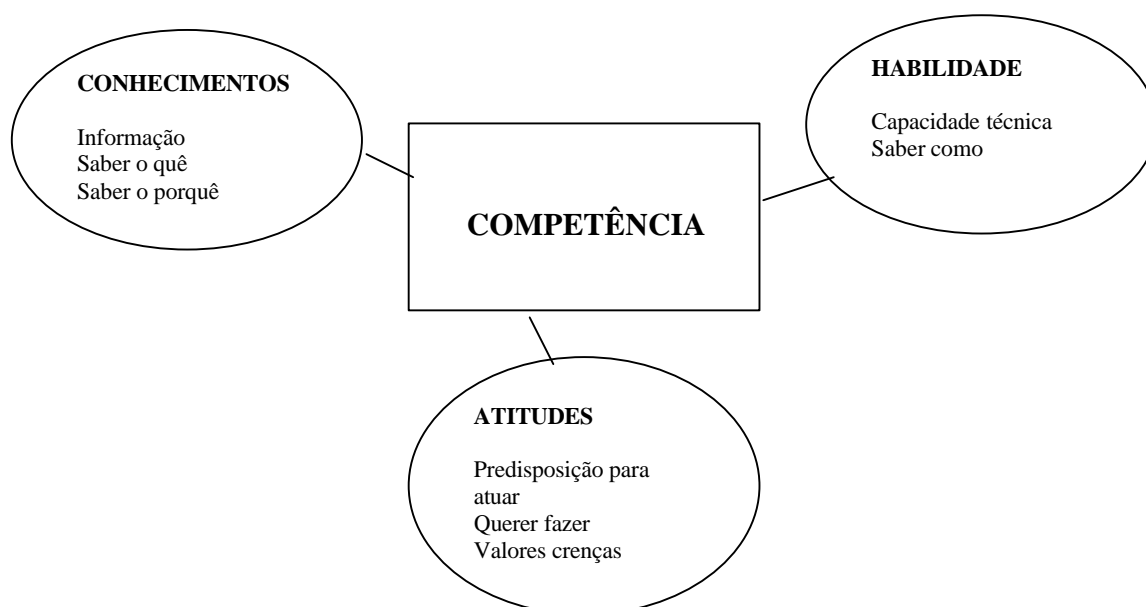 CONHECIMENTOS
Informação
Saber o quê
Saber o porquê
HABILIDADE
Capacidade técnica
Saber como
COMPETÊNCIA
ATITUDES
Predisposição para
atuar
Querer fazer
Valores crenças